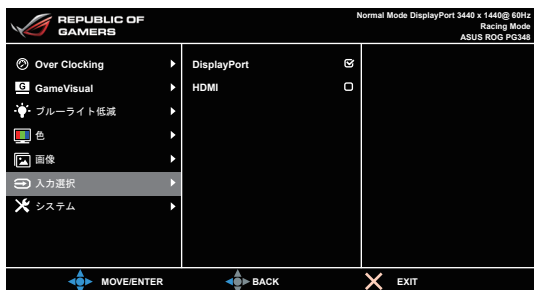 REPUBLIC OF
GAMERS
Normal Mode DisplayPort 3440 x 1440@ 60Hz
Racing Mode
ASUS ROG PG348
Over Clocking
GameVisual
ブルーライト低減
色
画像
入力選択
システム
DisplayPort
HDMI
MOVE/ENTER
BACK
EXIT